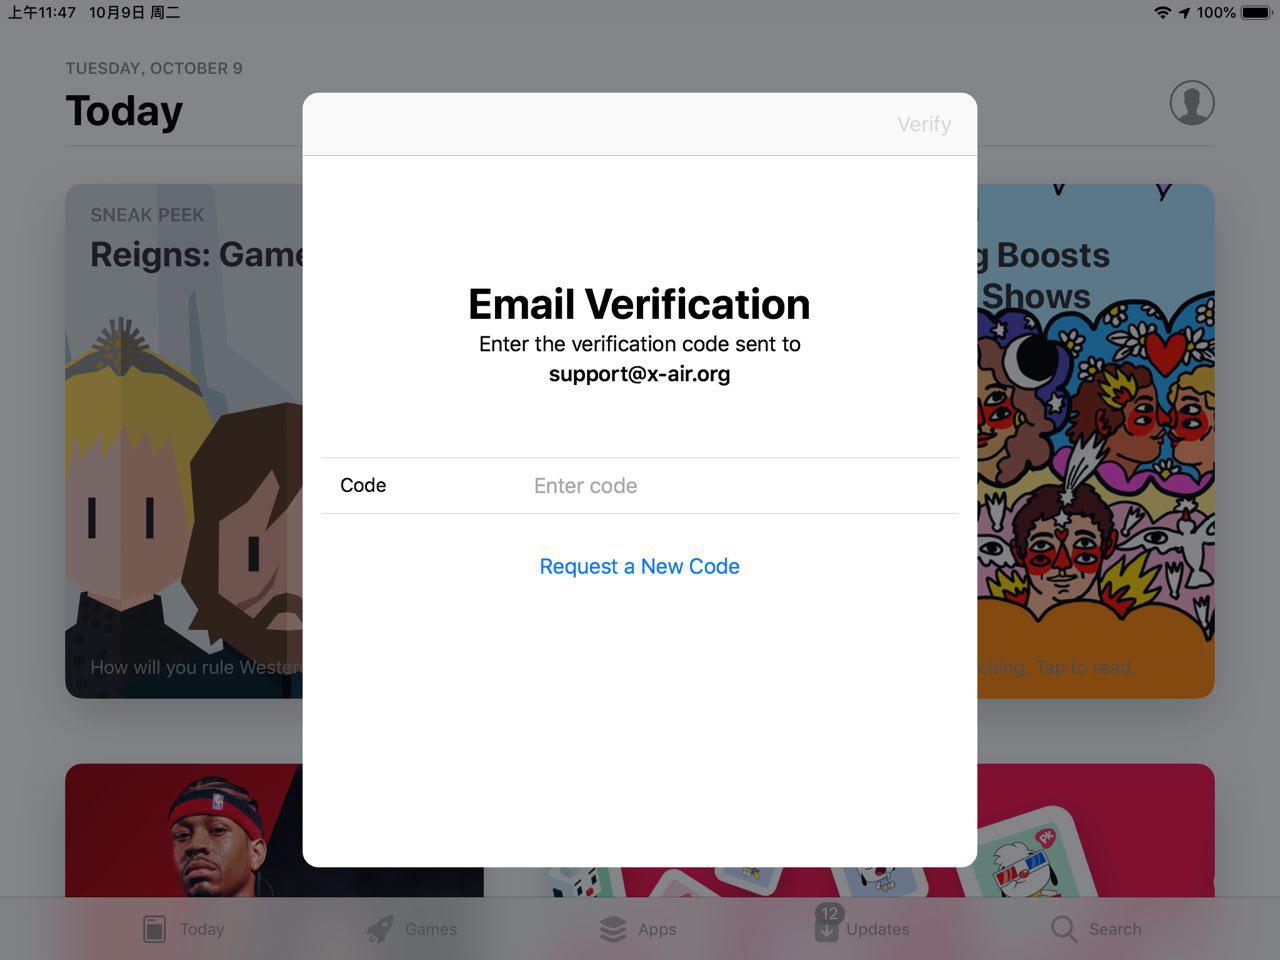 上午11:47 10月9日 周二
100%
TUESDAY, OCTOBER 9
Today
Verify
SNEAK PEEK
Reigns: Game
g Boosts
Shows
Email Verification
Enter the verification code sent to
support@x-air.org
Code Enter code
Request a New Code
How will you rule Wester
ching. Tap to read.
PK
Today
Games
Apps
12
Updates
Search